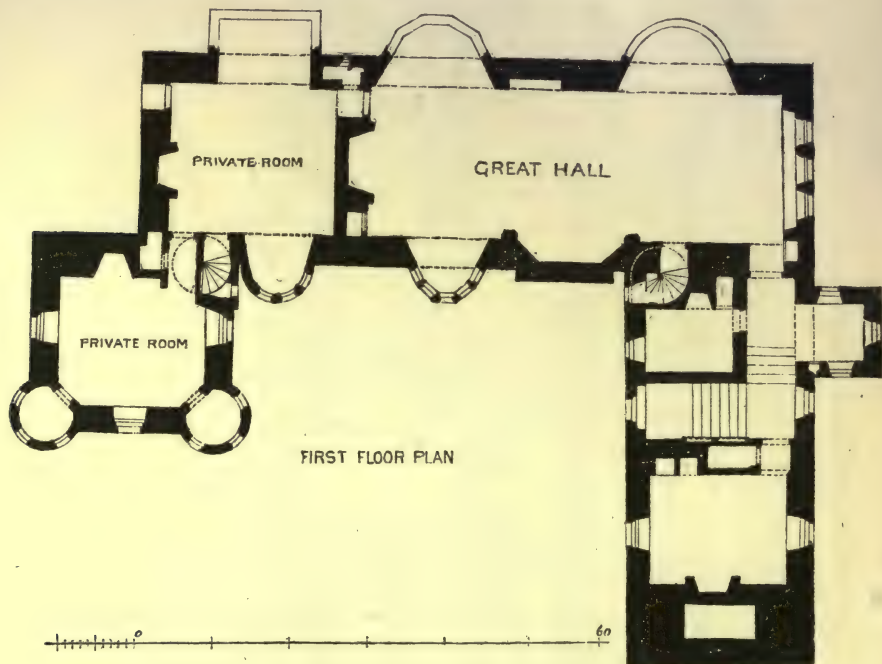 PRIVATE-ROOM
GREAT HALL
PRIVATE ROOM
FIRST FLOOR PLAN
0 60